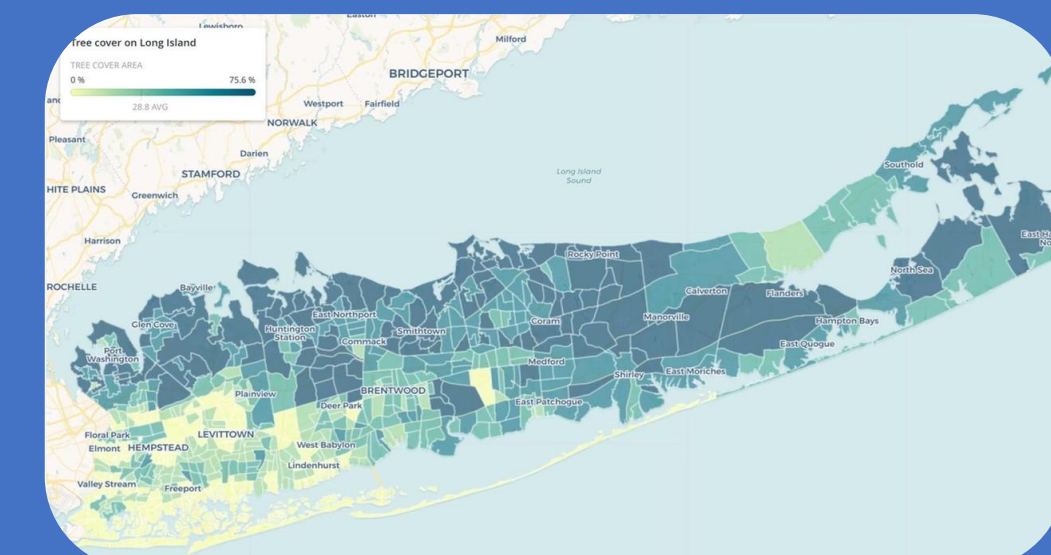 Tree cover on Long Island
TREE COVER AREA
0 % 75.6 %
28.8 AVG
Lewisboro
Easton
Milford
BRIDGEPORT
Westport Fairfield
NORWALK
Pleasant
Darien
STAMFORD
HITE PLAINS
Greenwich
Long Island
Sound
Southold
Harrison
East Ha
No
Rocky Point
North Sea
ROCHELLE
Bayville
Calverton
Flanders
East Northport
Glen Cove
Huntington
Station
Smithtown
Coram
Manorville
Hampton Bays
Commack
East Quogue
Port
Washington
Medford
Shirley
East Moriches
BRENTWOOD
Plainview
Deer Park
East Patchogue
Floral Park
LEVITTOWN
Elmont
HEMPSTEAD
West Babylon
Lindenhurst
Valley Stream
Freeport